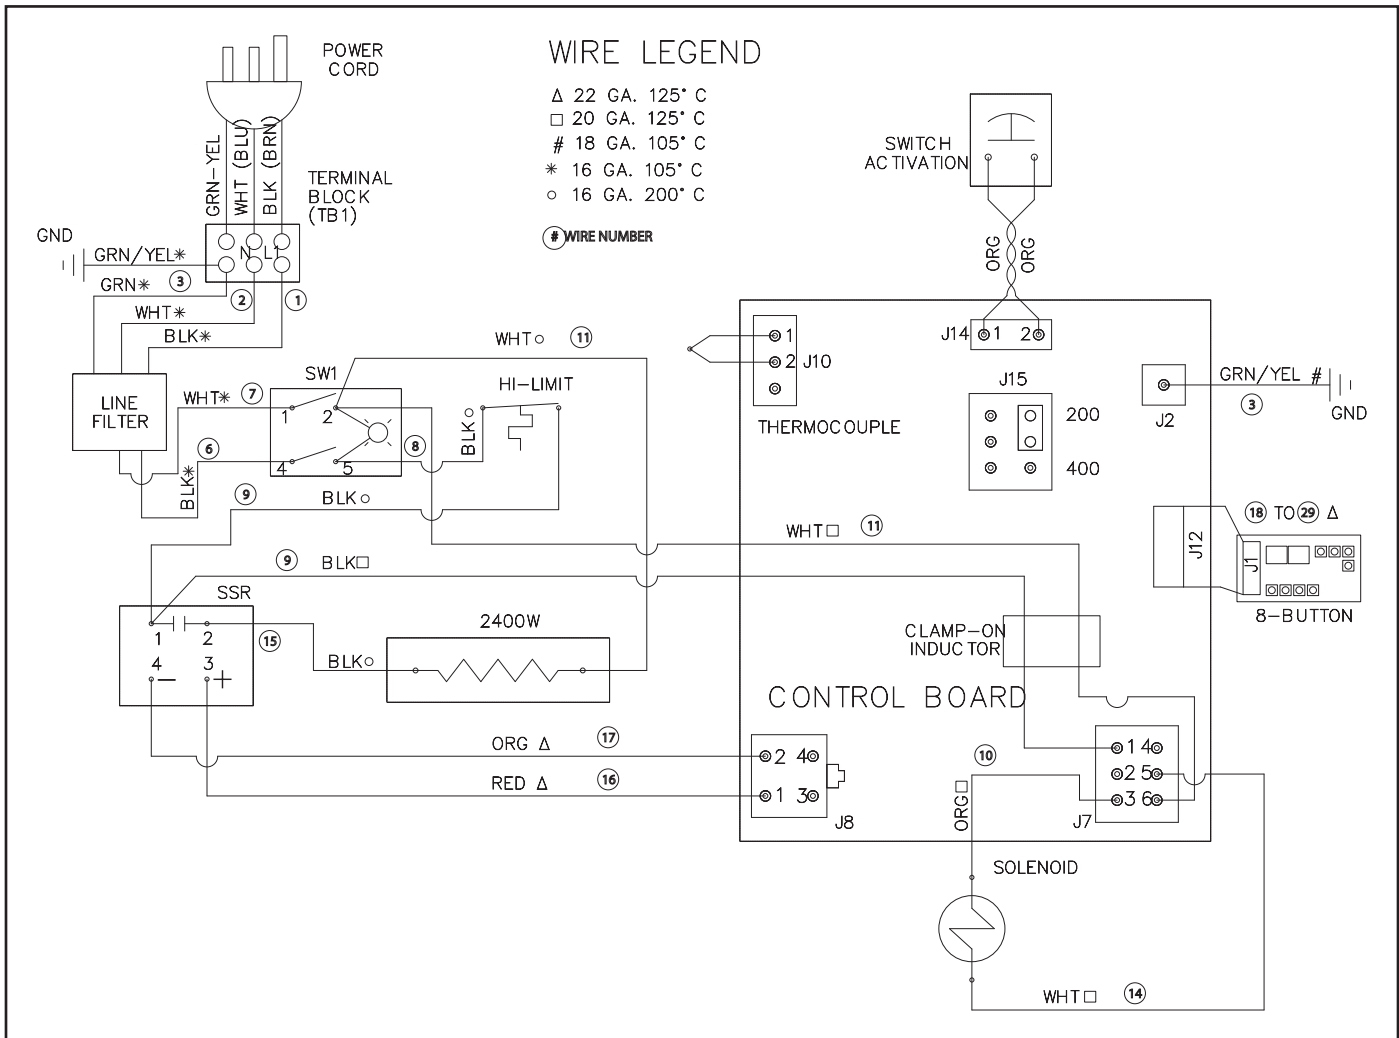 POWER
CORD
WIRE LEGEND
Δ 22 GA. 125° C
□ 20 GA. 125° C
# 18 GA. 105° C
✳ 16 GA. 105° C
○ 16 GA. 200° C
# WIRE NUMBER
GRN-YEL
WHT (BLU)
BLK (BRN)
TERMINAL
BLOCK
(TB1)
N L1
GND
GRN/YEL✳
3
GRN✳
2
1
WHT✳
BLK✳
LINE
FILTER
SWITCH
ACTIVATION
ORG
ORG
J14 1 2
1
2 J10
THERMOCOUPLE
J15
200
400
J2
GRN/YEL #
3
GND
WHT○ 11
SW1
HI-LIMIT
WHT✳ 7
1 2
4 5
8
BLK○
6
BLK✳
9
BLK○
WHT□ 11
9 BLK□
J12
18 TO 29 Δ
J1
8-BUTTON
SSR
1 2
4 3
− +
15
BLK○
2400W
CLAMP-ON
INDUCTOR
CONTROL BOARD
ORG Δ 17
RED Δ 16
2 4
1 3
J8
10
ORG□
1 4
2 5
3 6
J7
SOLENOID
WHT□ 14